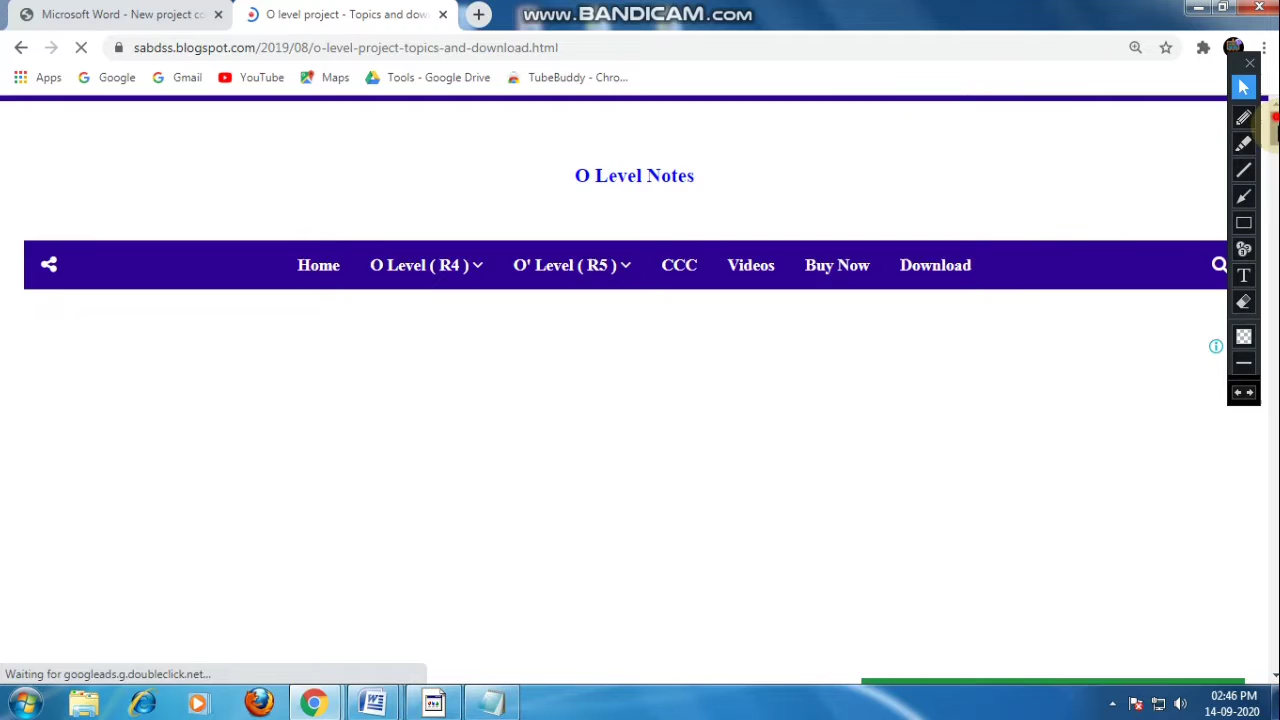 Microsoft Word - New project co
O level project - Topics and dow
www.BANDICAM.com
sabdss.blogspot.com/2019/08/o-level-project-topics-and-download.html
Apps
Google
Gmail
YouTube
Maps
Tools - Google Drive
TubeBuddy - Chro...
O Level Notes
Home
O Level ( R4 )
O' Level ( R5 )
CCC
Videos
Buy Now
Download
T
Waiting for googleads.g.doubleclick.net...
02:46 PM
14-09-2020